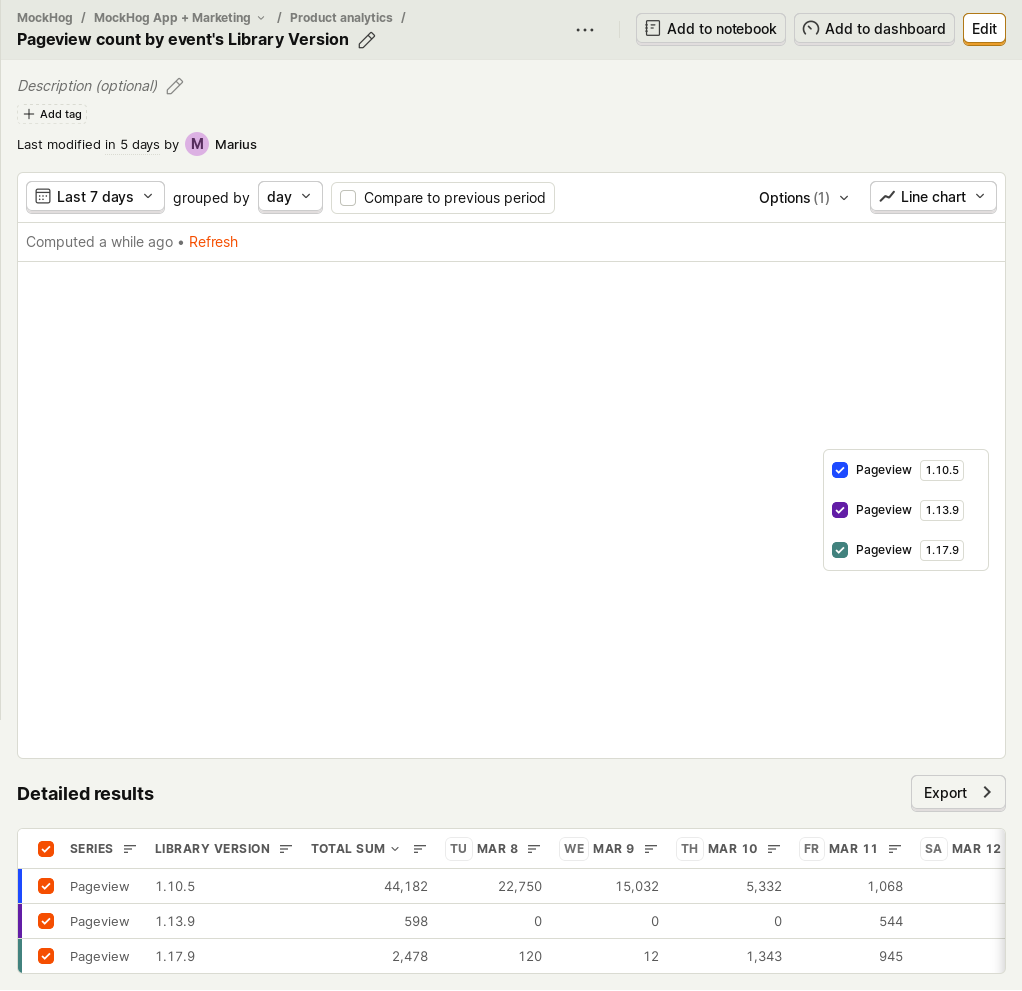 MockHog / MockHog App + Marketing / Product analytics /
Pageview count by event's Library Version
Add to notebook
Add to dashboard
Edit
Description (optional)
Add tag
Last modified in 5 days by M Marius
Last 7 days grouped by day Compare to previous period Options (1) Line chart
Computed a while ago • Refresh
Pageview 1.10.5
Pageview 1.13.9
Pageview 1.17.9
Detailed results
Export
SERIES LIBRARY VERSION TOTAL SUM TU MAR 8 WE MAR 9 TH MAR 10 FR MAR 11 SA MAR 12
Pageview 1.10.5 44,182 22,750 15,032 5,332 1,068
Pageview 1.13.9 598 0 0 0 544
Pageview 1.17.9 2,478 120 12 1,343 945